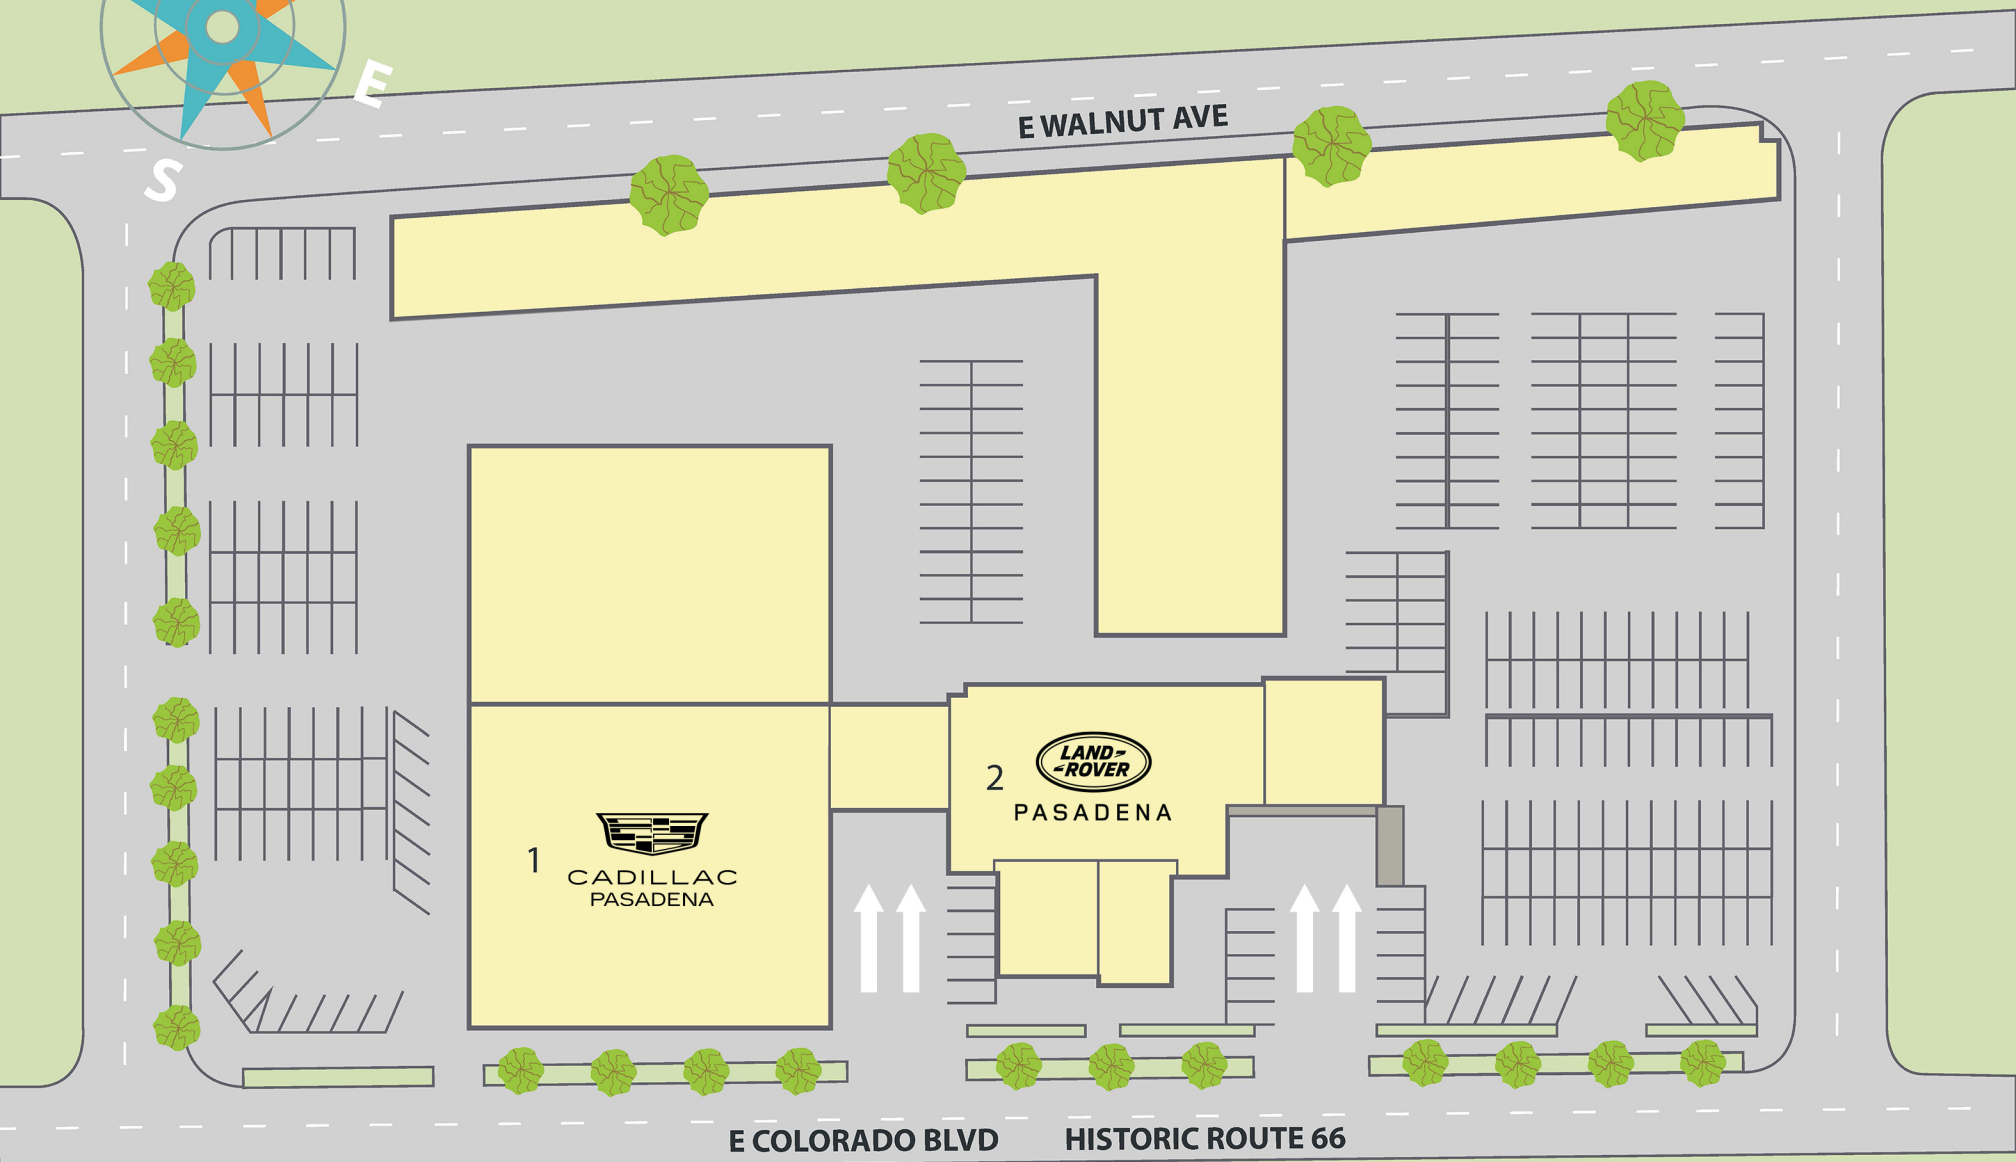 E
S
E WALNUT AVE
2
LAND-
-ROVER
PASADENA
1
CADILLAC
PASADENA
E COLORADO BLVD HISTORIC ROUTE 66